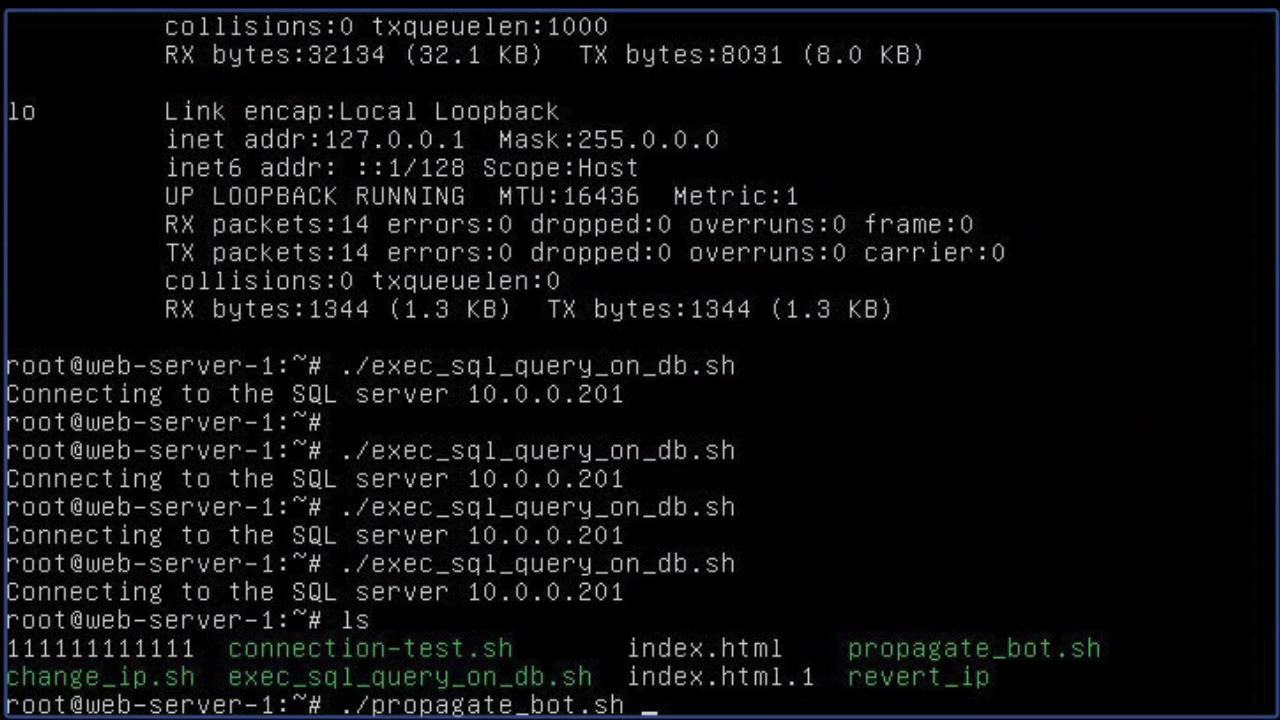 collisions:0 txqueuelen:1000
RX bytes:32134 (32.1 KB)  TX bytes:8031 (8.0 KB)
lo        Link encap:Local Loopback
inet addr:127.0.0.1  Mask:255.0.0.0
inet6 addr: ::1/128 Scope:Host
UP LOOPBACK RUNNING  MTU:16436  Metric:1
RX packets:14 errors:0 dropped:0 overruns:0 frame:0
TX packets:14 errors:0 dropped:0 overruns:0 carrier:0
collisions:0 txqueuelen:0
RX bytes:1344 (1.3 KB)  TX bytes:1344 (1.3 KB)
root@web-server-1:~# ./exec_sql_query_on_db.sh
Connecting to the SQL server 10.0.0.201
root@web-server-1:~#
root@web-server-1:~# ./exec_sql_query_on_db.sh
Connecting to the SQL server 10.0.0.201
root@web-server-1:~# ./exec_sql_query_on_db.sh
Connecting to the SQL server 10.0.0.201
root@web-server-1:~# ./exec_sql_query_on_db.sh
Connecting to the SQL server 10.0.0.201
root@web-server-1:~# ls
111111111111  connection-test.sh  index.html  propagate_bot.sh
change_ip.sh  exec_sql_query_on_db.sh  index.html.1  revert_ip
root@web-server-1:~# ./propagate_bot.sh _